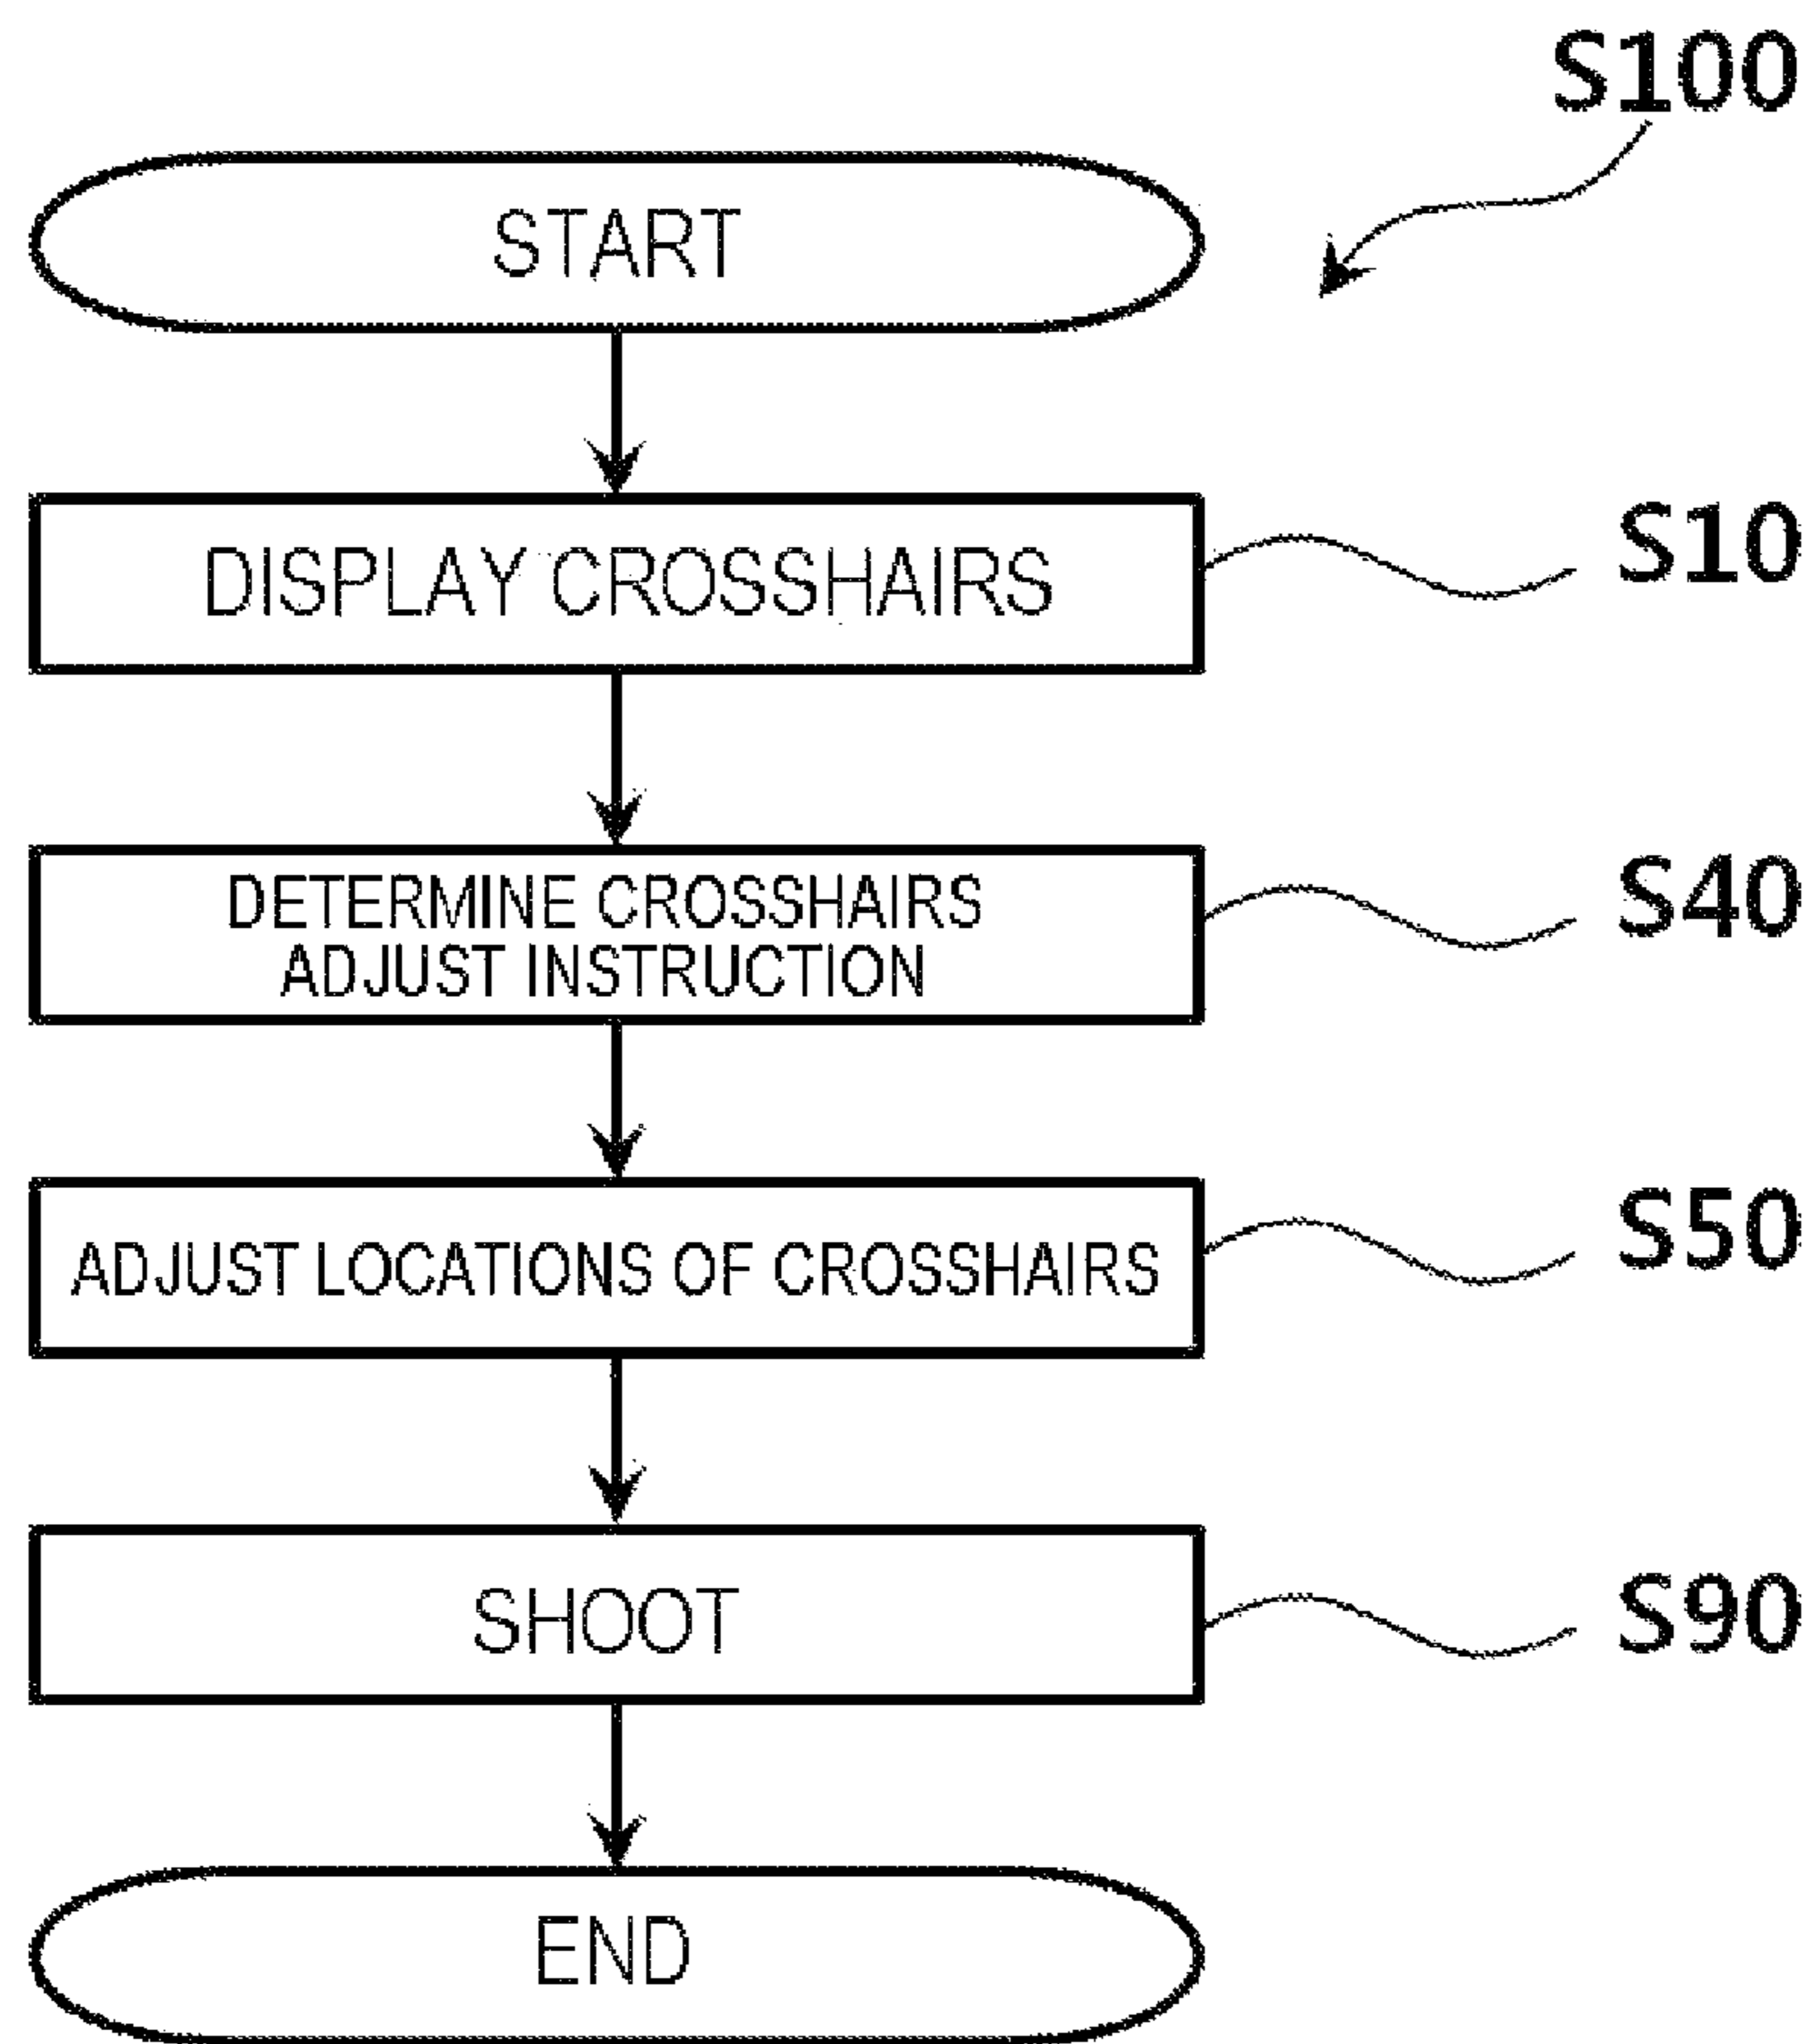 S100
START
DISPLAY CROSSHAIRS
S10
DETERMINE CROSSHAIRS
ADJUST INSTRUCTION
S40
ADJUST LOCATIONS OF CROSSHAIRS
S50
SHOOT
S90
END